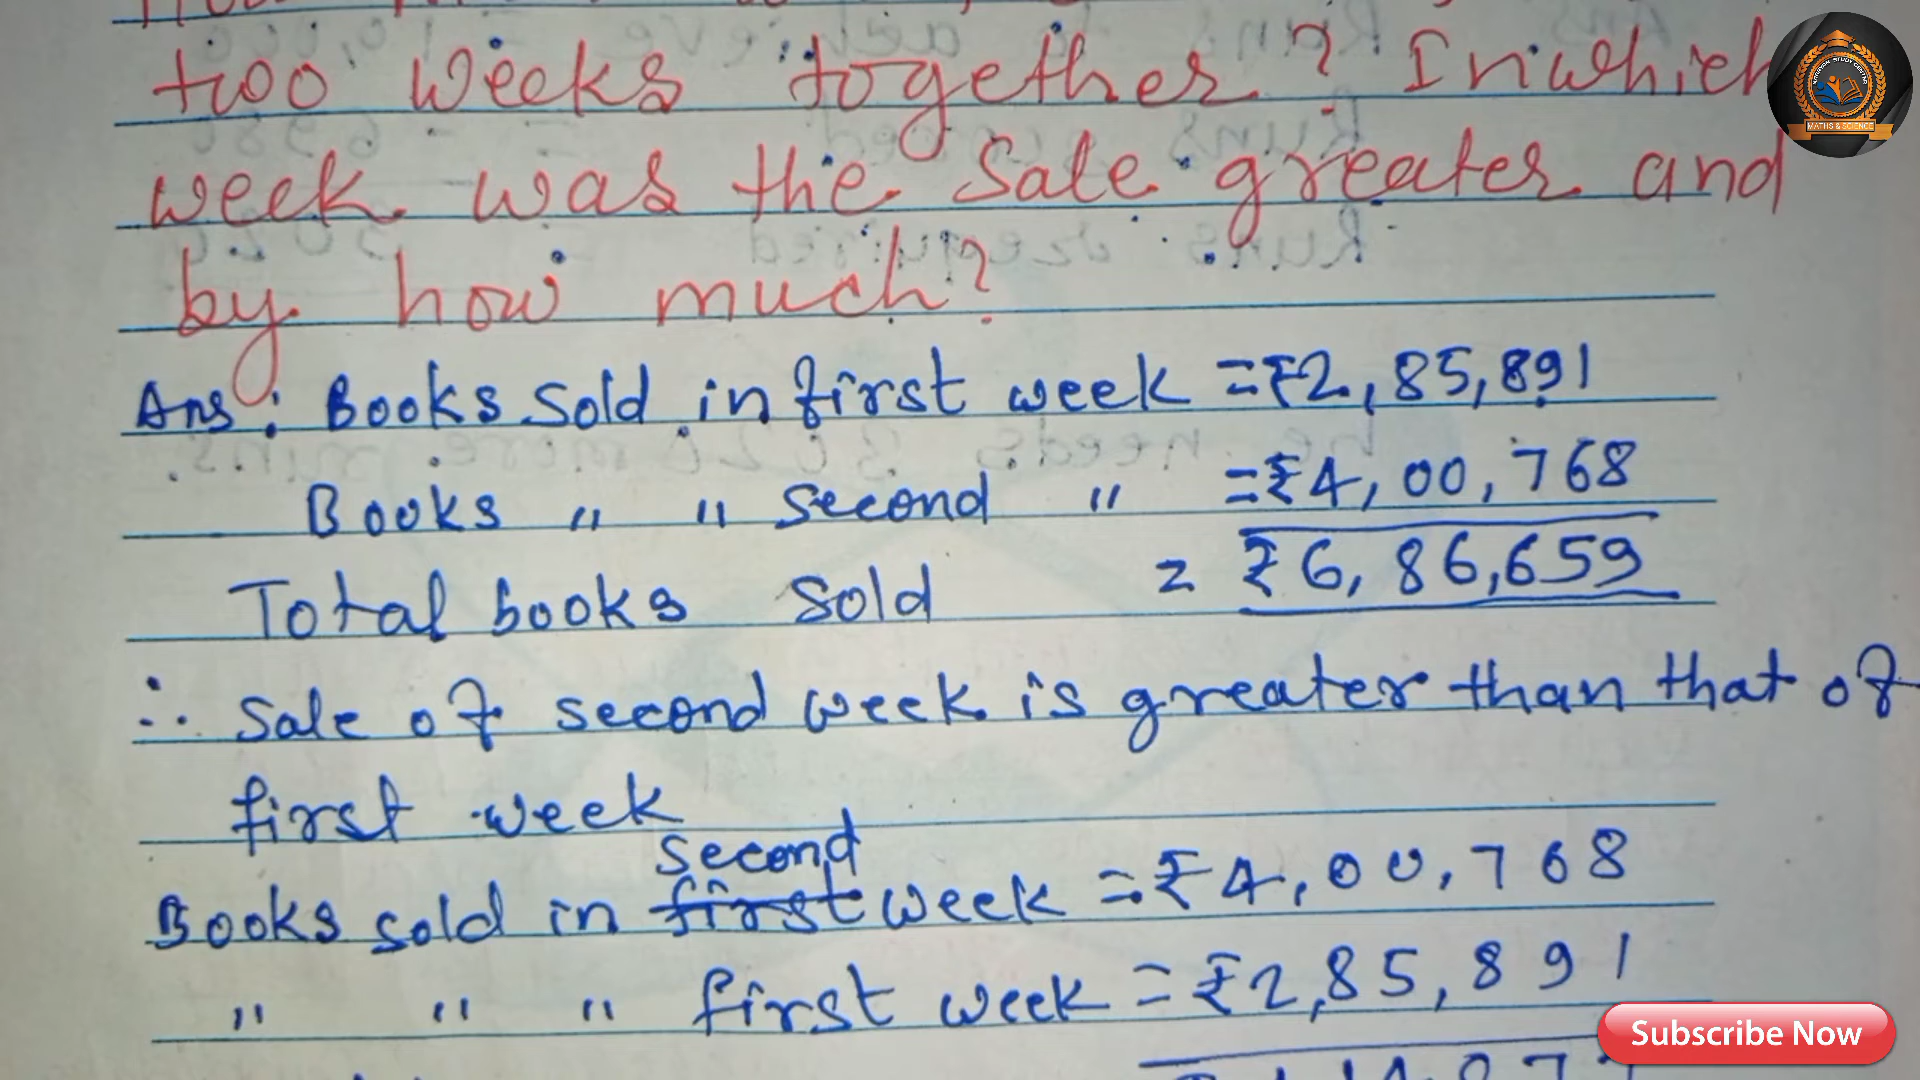 two weeks together? In which
week was the sale greater and
by how much?
Ans: Books sold in first week = ₹2,85,891
Books " " second " = ₹4,00,768
Total books sold = ₹6,86,659
∴ Sale of second week is greater than that of
first week
second
Books sold in first week = ₹4,00,768
" " " first week = ₹2,85,891
MATHS & SCIENCE
Subscribe Now